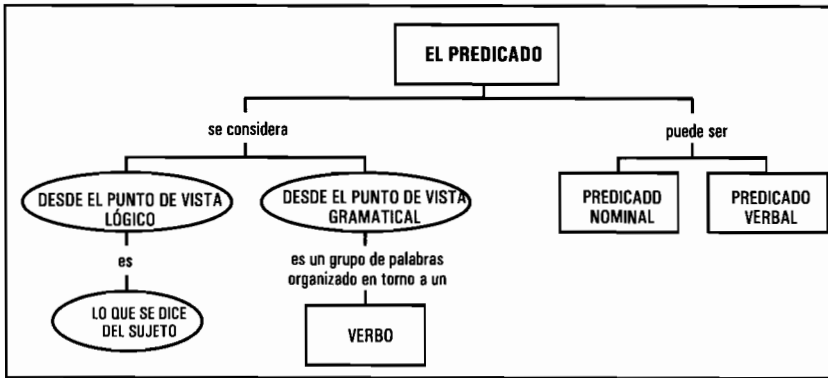 EL PREDICADO
se considera
puede ser
DESDE EL PUNTO DE VISTA
LÓGICO
DESDE EL PUNTO DE VISTA
GRAMATICAL
PREDICADD
NOMINAL
PREDICADO
VERBAL
es
es un grupo de palabras
organizado en torno a un
LO QUE SE DICE
DEL SUJETO
VERBO